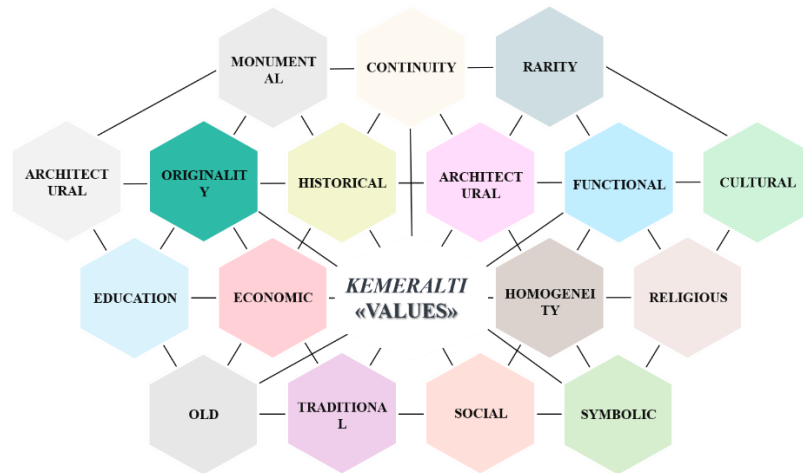 MONUMENT
AL
CONTINUITY
RARITY
ARCHITECT
URAL
ORIGINALIT
Y
HISTORICAL
ARCHITECT
URAL
FUNCTIONAL
CULTURAL
EDUCATION
ECONOMIC
KEMERALTI
«VALUES»
HOMOGENEI
TY
RELIGIOUS
OLD
TRADITIONA
L
SOCIAL
SYMBOLIC